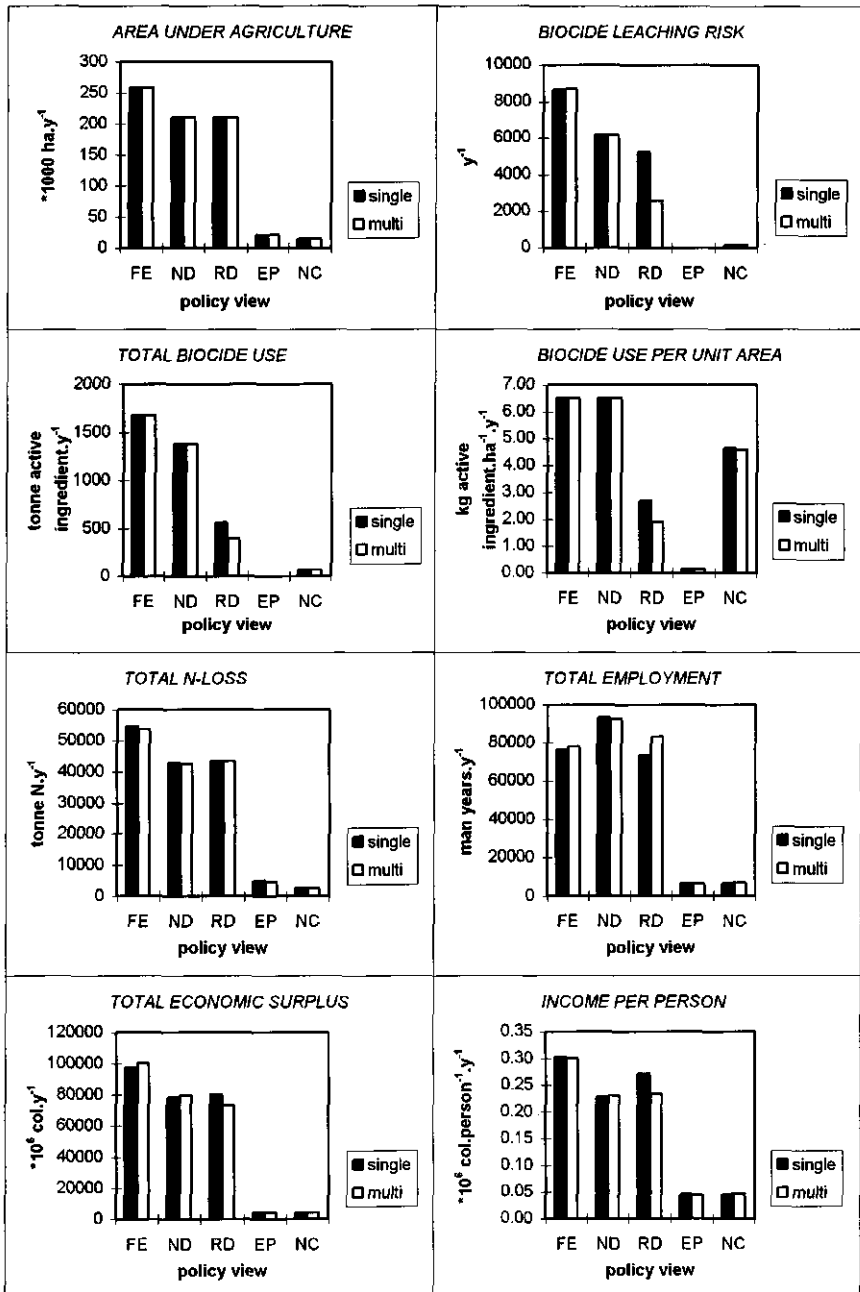 AREA UNDER AGRICULTURE
*1000 ha.y⁻¹
300
250
200
150
100
50
0
FE ND RD EP NC
policy view
single
multi
BIOCIDE LEACHING RISK
y⁻¹
10000
8000
6000
4000
2000
0
FE ND RD EP NC
policy view
single
multi
TOTAL BIOCIDE USE
tonne active
ingredient.y⁻¹
2000
1500
1000
500
0
FE ND RD EP NC
policy view
single
multi
BIOCIDE USE PER UNIT AREA
kg active
ingredient.ha⁻¹.y⁻¹
7.00
6.00
5.00
4.00
3.00
2.00
1.00
0.00
FE ND RD EP NC
policy view
single
multi
TOTAL N-LOSS
tonne N.y⁻¹
60000
50000
40000
30000
20000
10000
0
FE ND RD EP NC
policy view
single
multi
TOTAL EMPLOYMENT
man years.y⁻¹
100000
80000
60000
40000
20000
0
FE ND RD EP NC
policy view
single
multi
TOTAL ECONOMIC SURPLUS
*10⁶ col.y⁻¹
120000
100000
80000
60000
40000
20000
0
FE ND RD EP NC
policy view
single
multi
INCOME PER PERSON
*10⁶ col.person⁻¹.y⁻¹
0.35
0.30
0.25
0.20
0.15
0.10
0.05
0.00
FE ND RD EP NC
policy view
single
multi